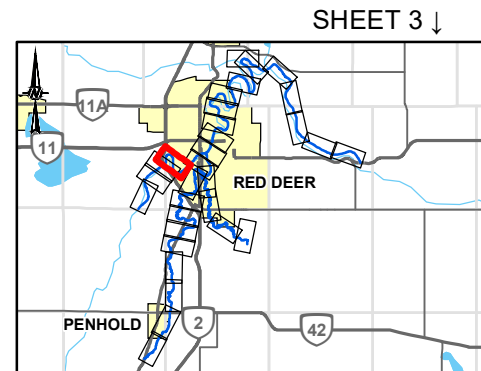 SHEET 3 ↓
11A
11
RED DEER
PENHOLD
2
42